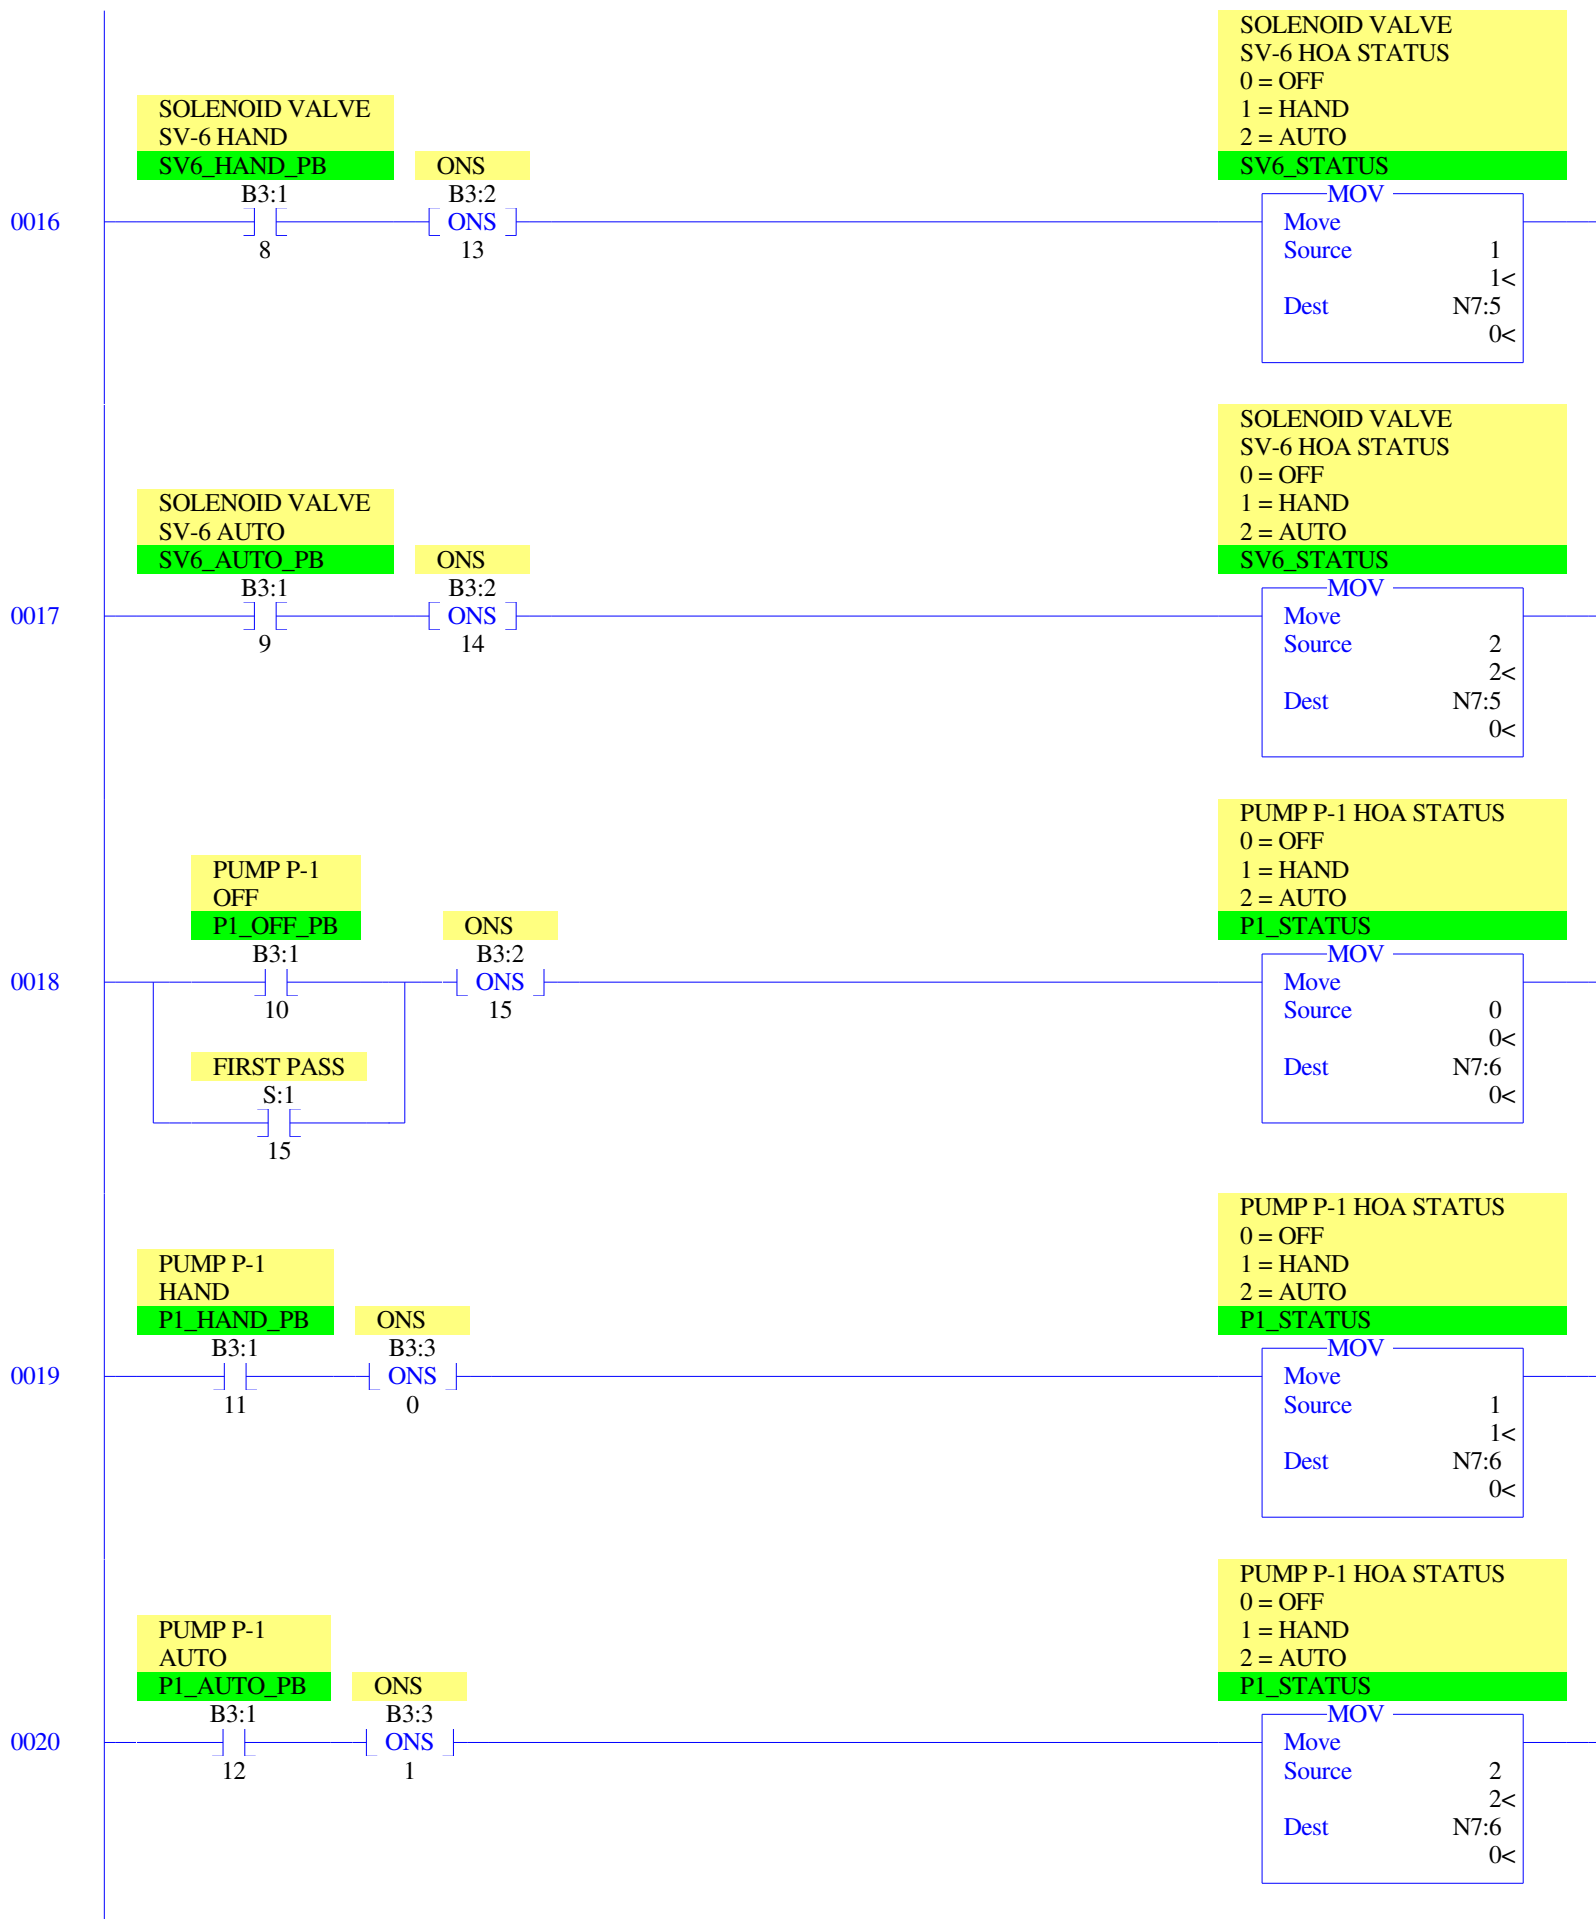 SOLENOID VALVE
SV-6 HOA STATUS
0 = OFF
1 = HAND
2 = AUTO
SV6_STATUS
SOLENOID VALVE
SV-6 HAND
SV6_HAND_PB
ONS
B3:1
B3:2
MOV
0016
ONS
Move
8
13
Source 1
1<
Dest N7:5
0<
SOLENOID VALVE
SV-6 HOA STATUS
0 = OFF
1 = HAND
2 = AUTO
SV6_STATUS
SOLENOID VALVE
SV-6 AUTO
SV6_AUTO_PB
ONS
B3:1
B3:2
MOV
0017
ONS
Move
9
14
Source 2
2<
Dest N7:5
0<
PUMP P-1 HOA STATUS
0 = OFF
1 = HAND
2 = AUTO
P1_STATUS
PUMP P-1
OFF
P1_OFF_PB
ONS
B3:1
B3:2
MOV
0018
ONS
Move
10
15
Source 0
0<
Dest N7:6
0<
FIRST PASS
S:1
15
PUMP P-1 HOA STATUS
0 = OFF
1 = HAND
2 = AUTO
P1_STATUS
PUMP P-1
HAND
P1_HAND_PB
ONS
B3:1
B3:3
MOV
0019
ONS
Move
11
0
Source 1
1<
Dest N7:6
0<
PUMP P-1 HOA STATUS
0 = OFF
1 = HAND
2 = AUTO
P1_STATUS
PUMP P-1
AUTO
P1_AUTO_PB
ONS
B3:1
B3:3
MOV
0020
ONS
Move
12
1
Source 2
2<
Dest N7:6
0<